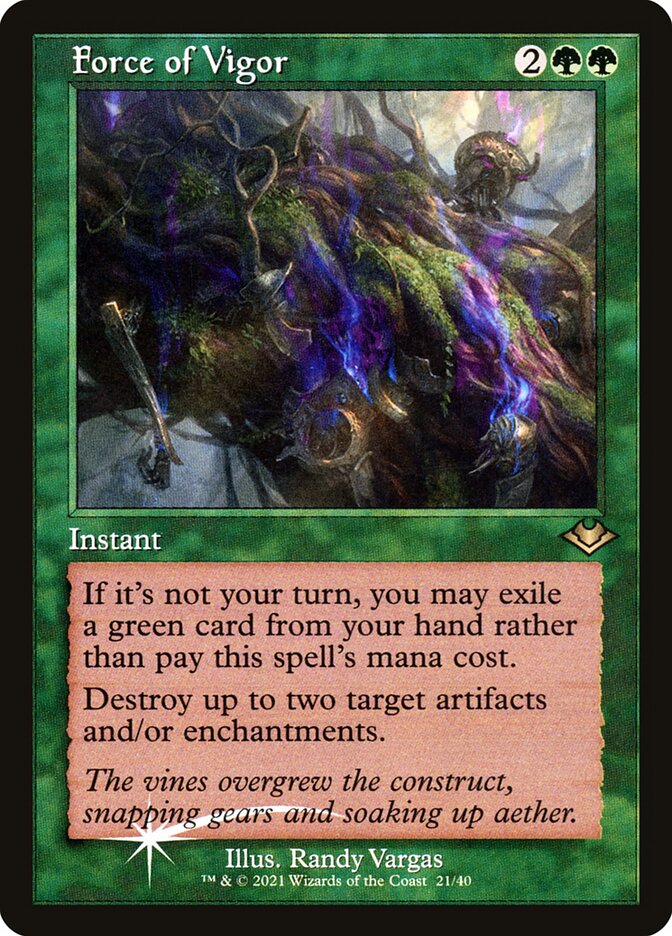 Force of Vigor 2
Instant
If it's not your turn, you may exile
a green card from your hand rather
than pay this spell's mana cost.
Destroy up to two target artifacts
and/or enchantments.
The vines overgrew the construct,
snapping gears and soaking up aether.
Illus. Randy Vargas
™ & © 2021 Wizards of the Coast 21/40